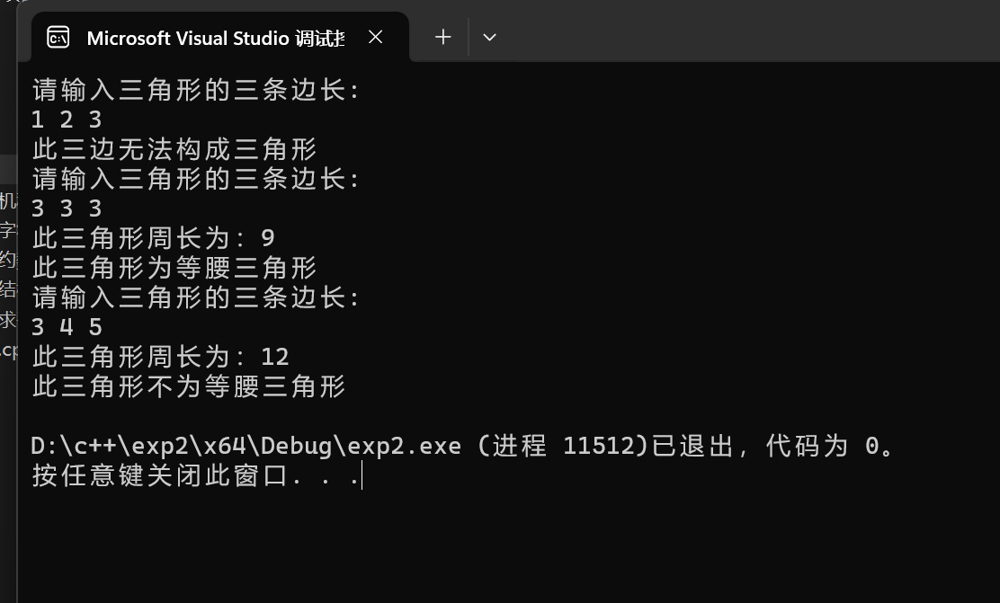 Microsoft Visual Studio 调试控
请输入三角形的三条边长:
1 2 3
此三边无法构成三角形
请输入三角形的三条边长:
3 3 3
此三角形周长为: 9
此三角形为等腰三角形
请输入三角形的三条边长:
3 4 5
此三角形周长为: 12
此三角形不为等腰三角形
D:\c++\exp2\x64\Debug\exp2.exe (进程 11512)已退出, 代码为 0。
按任意键关闭此窗口. . .
字
约
结
求
.cp